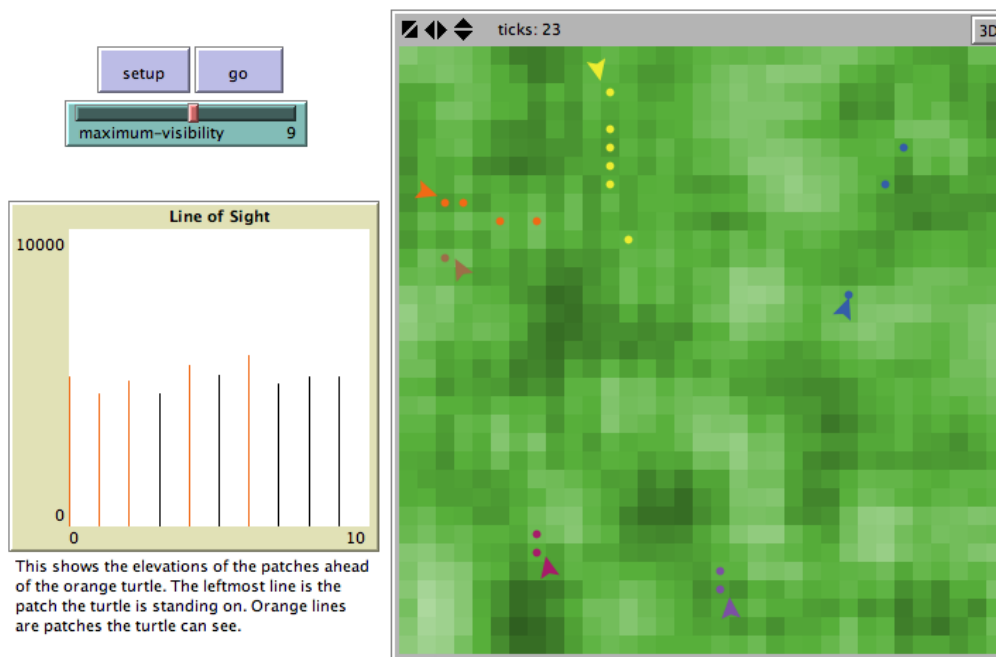 ticks: 23
3D
setup
go
maximum-visibility 9
Line of Sight
10000
0
0 10
This shows the elevations of the patches ahead
of the orange turtle. The leftmost line is the
patch the turtle is standing on. Orange lines
are patches the turtle can see.